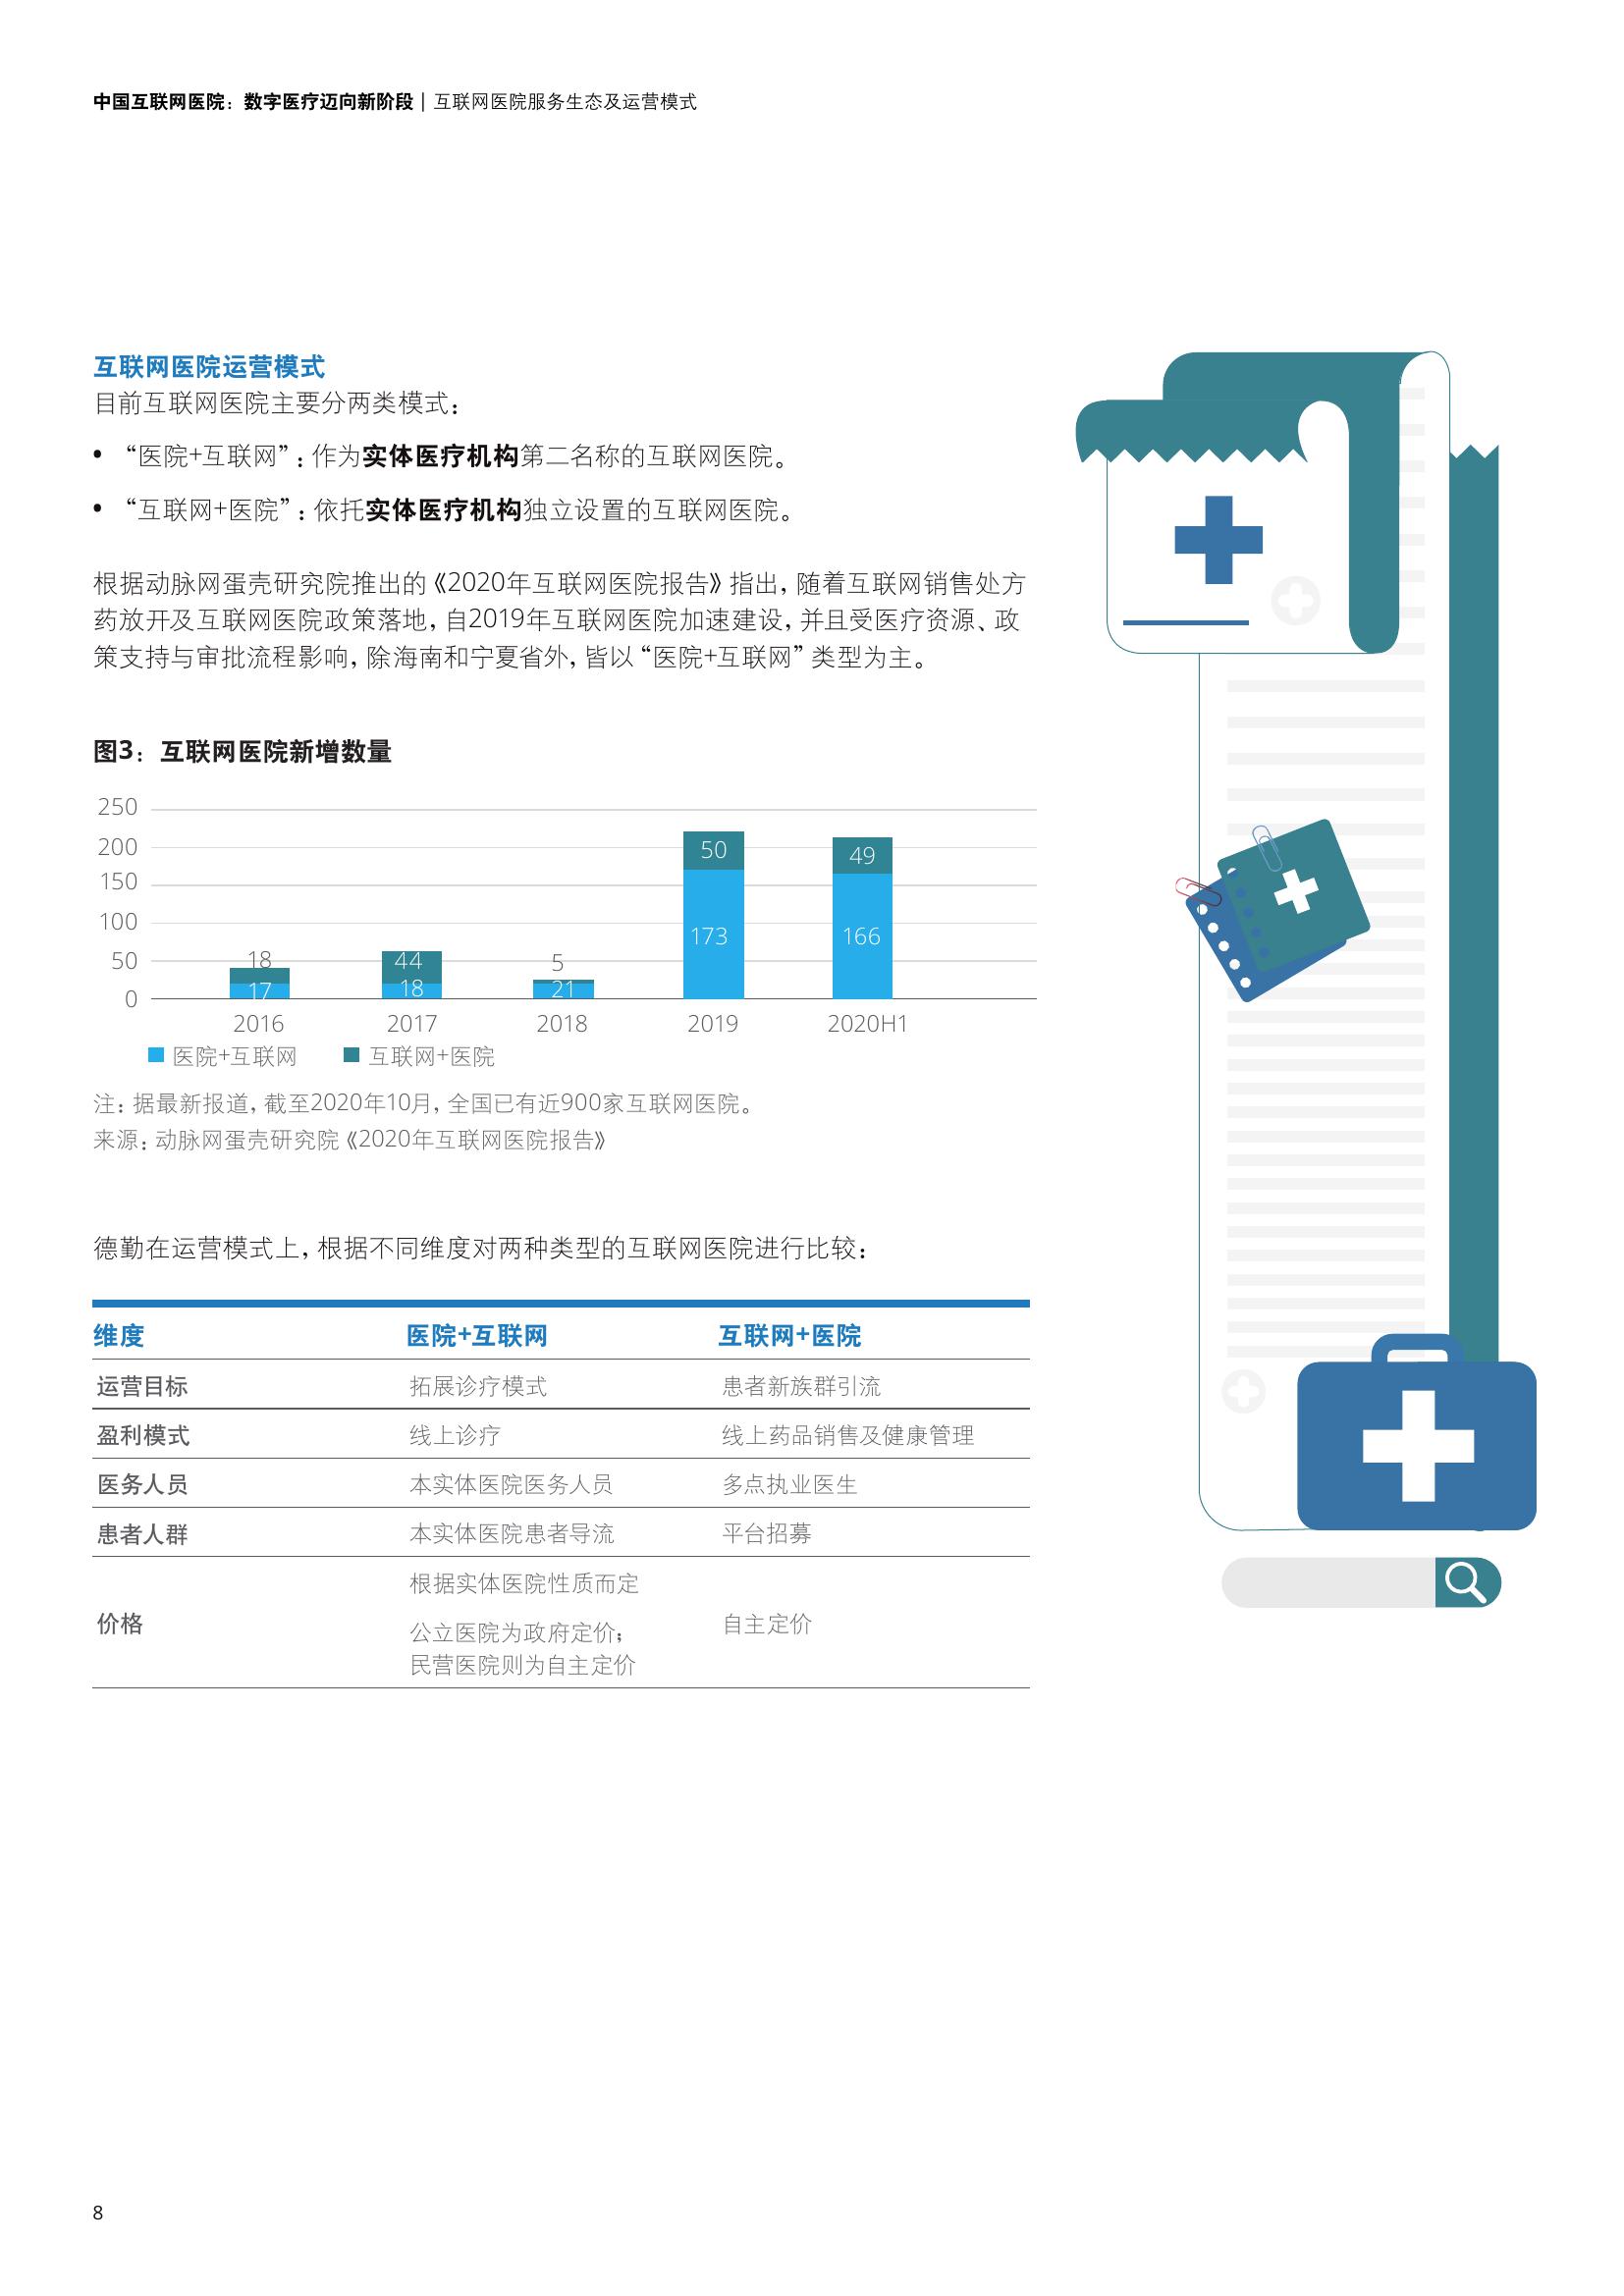 中国互联网医院：数字医疗迈向新阶段 | 互联网医院服务生态及运营模式
互联网医院运营模式
目前互联网医院主要分两类模式：
• “医院+互联网”：作为实体医疗机构第二名称的互联网医院。
• “互联网+医院”：依托实体医疗机构独立设置的互联网医院。
根据动脉网蛋壳研究院推出的《2020年互联网医院报告》指出，随着互联网销售处方
药放开及互联网医院政策落地，自2019年互联网医院加速建设，并且受医疗资源、政
策支持与审批流程影响，除海南和宁夏省外，皆以“医院+互联网”类型为主。
图3：互联网医院新增数量
250
200
150
100
50
0
18
17
44
18
5
21
50
173
49
166
2016 2017 2018 2019 2020H1
医院+互联网 互联网+医院
注：据最新报道，截至2020年10月，全国已有近900家互联网医院。
来源：动脉网蛋壳研究院《2020年互联网医院报告》
德勤在运营模式上，根据不同维度对两种类型的互联网医院进行比较：
维度 医院+互联网 互联网+医院
运营目标 拓展诊疗模式 患者新族群引流
盈利模式 线上诊疗 线上药品销售及健康管理
医务人员 本实体医院医务人员 多点执业医生
患者人群 本实体医院患者导流 平台招募
价格 根据实体医院性质而定 自主定价
公立医院为政府定价；
民营医院则为自主定价
8